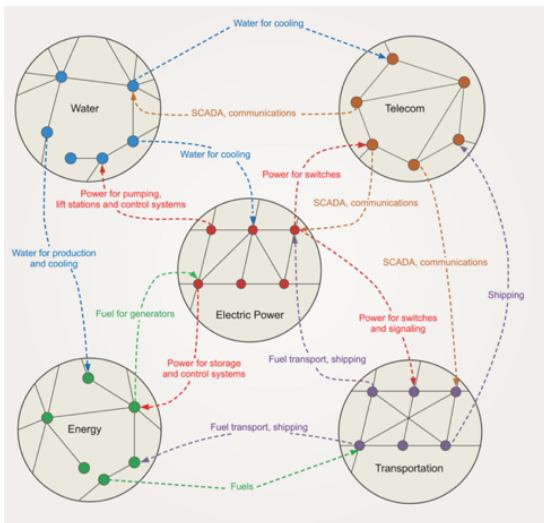 Water for cooling
Water
Telecom
SCADA, communications
Water for cooling
Power for switches
Power for pumping,
lift stations and control systems
SCADA, communications
Water for production
and cooling
SCADA, communications
Shipping
Fuel for generators
Electric Power
Power for switches
and signaling
Power for storage
and control systems
Fuel transport, shipping
Energy
Fuel transport, shipping
Transportation
Fuels